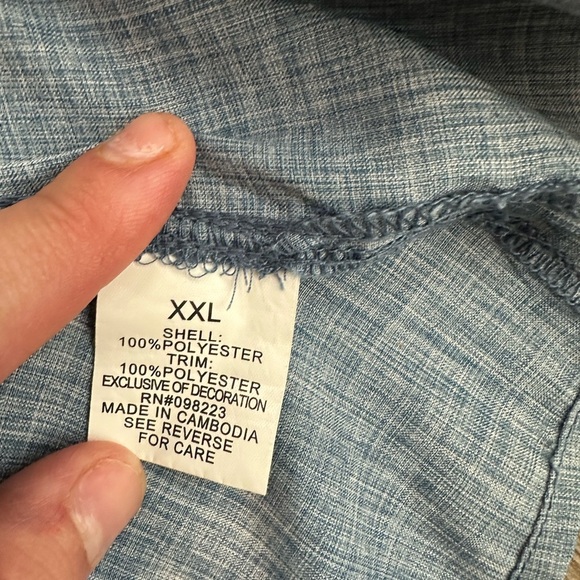 XXL
SHELL:
100%POLYESTER
TRIM:
100%POLYESTER
EXCLUSIVE OF DECORATION
RN#098223
MADE IN CAMBODIA
SEE REVERSE
FOR CARE